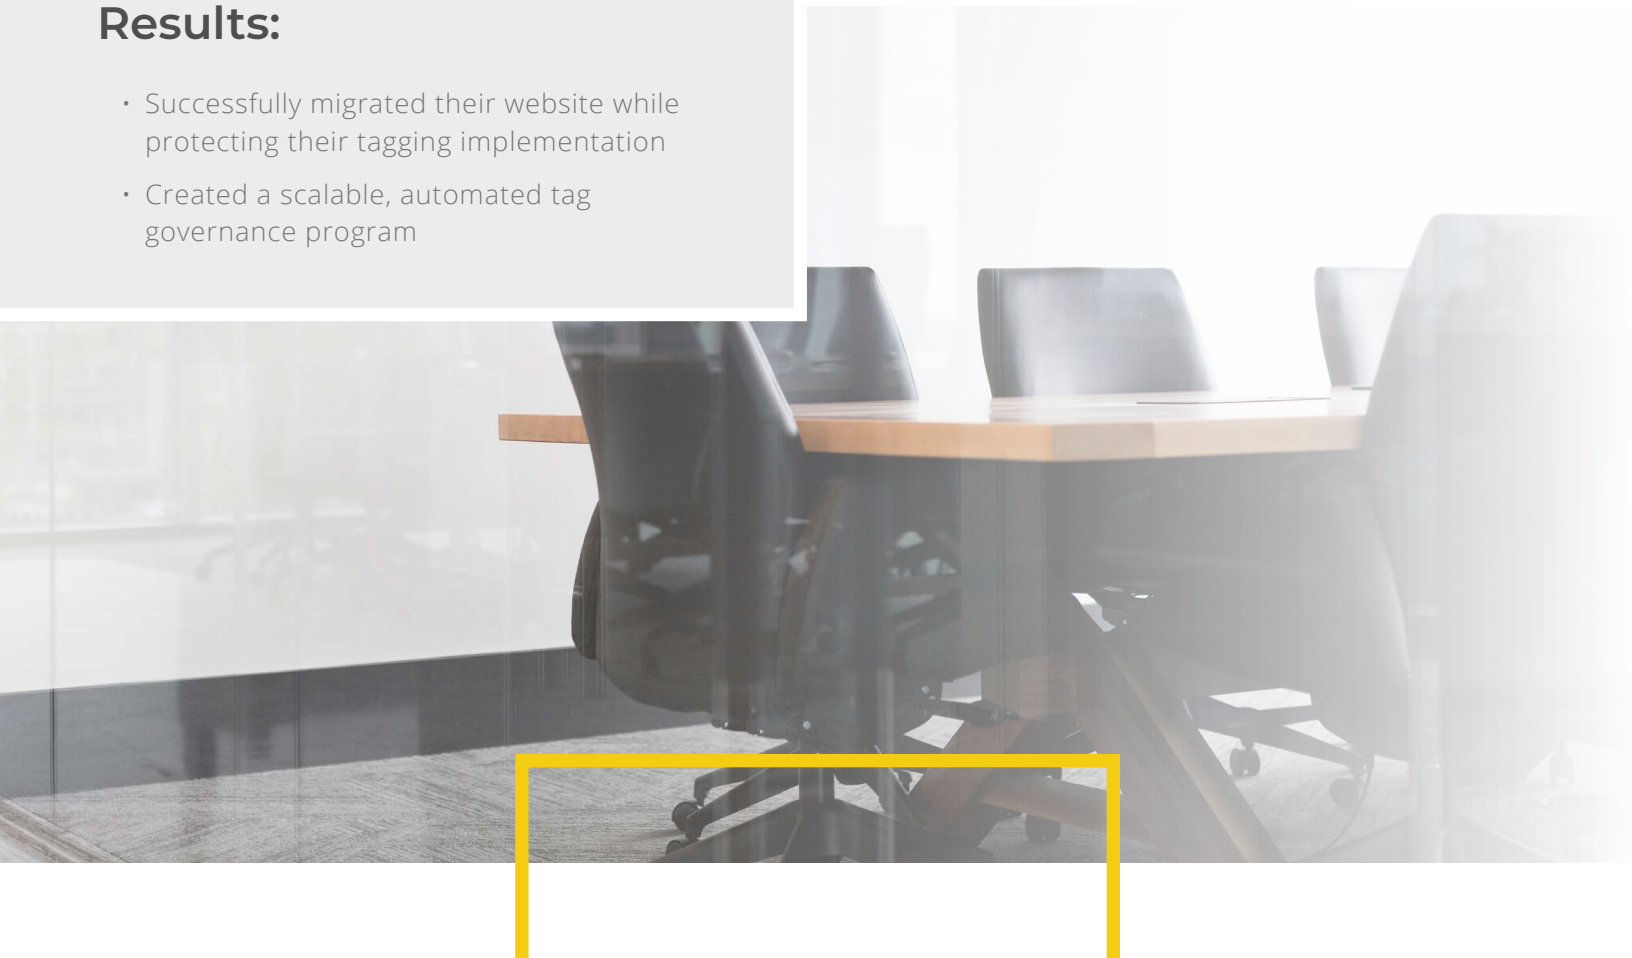 Results:
• Successfully migrated their website while
protecting their tagging implementation
• Created a scalable, automated tag
governance program